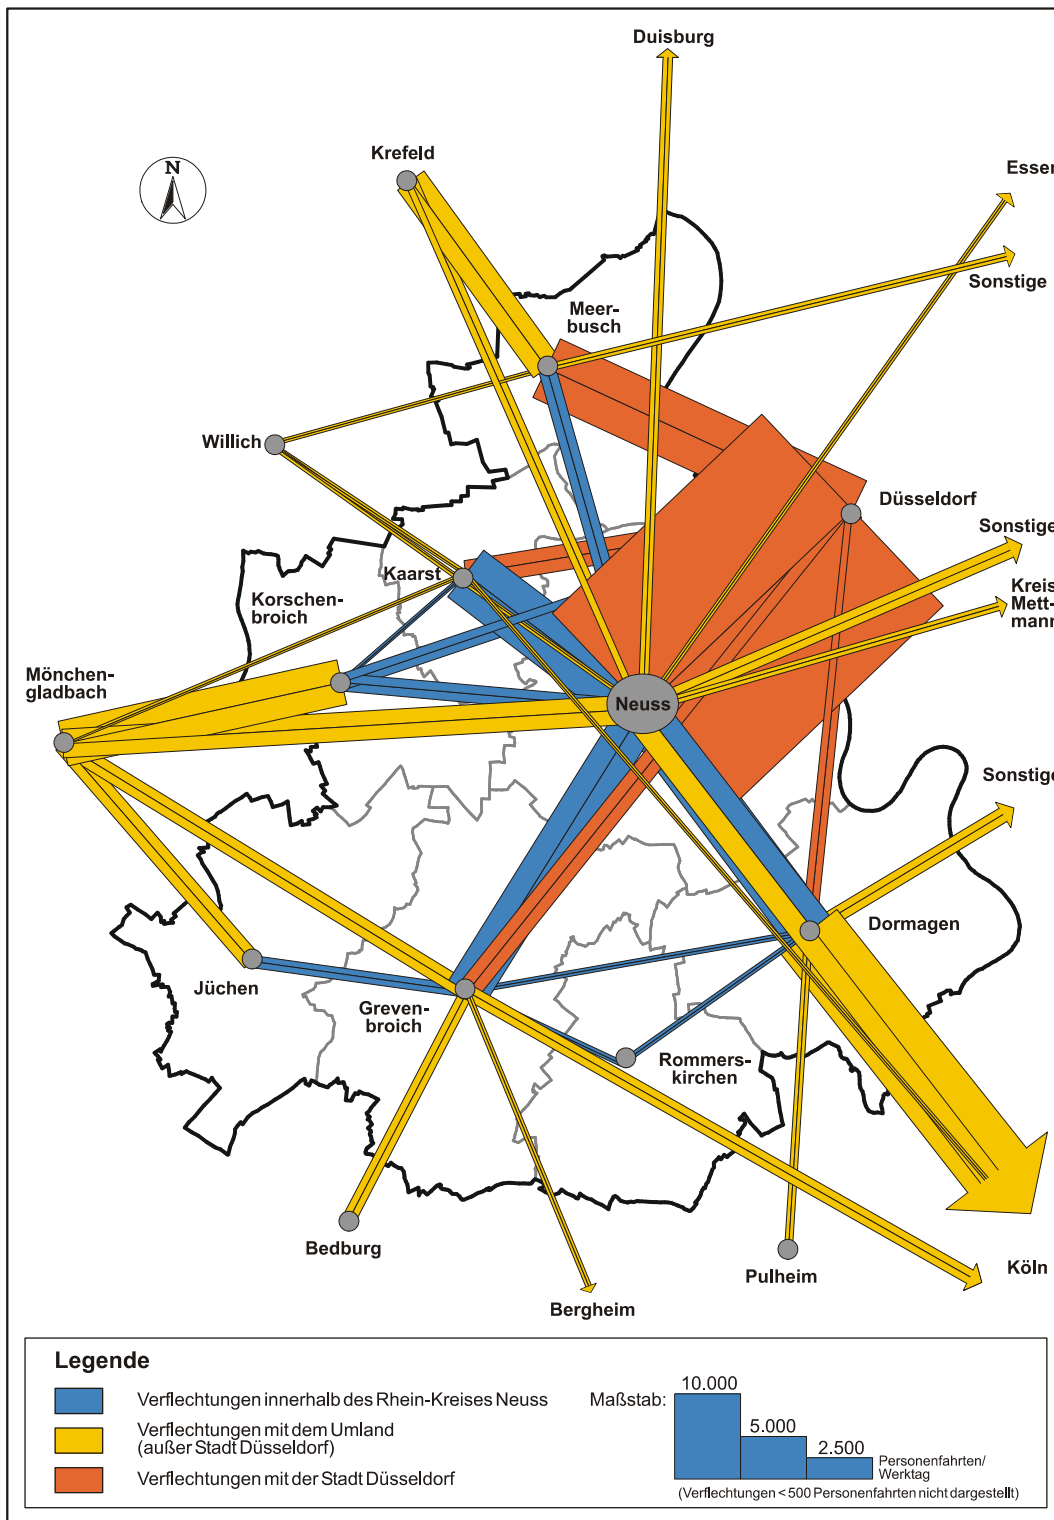 Duisburg
N
Krefeld
Essen
Sonstige
Meer-
busch
Willich
Düsseldorf
Sonstige
Kaarst
Kreis
Mett-
mann
Korschen-
broich
Mönchen-
gladbach
Neuss
Sonstige
Dormagen
Jüchen
Greven-
broich
Rommers-
kirchen
Bedburg
Pulheim
Köln
Bergheim
Legende
Verflechtungen innerhalb des Rhein-Kreises Neuss
Verflechtungen mit dem Umland
(außer Stadt Düsseldorf)
Verflechtungen mit der Stadt Düsseldorf
Maßstab:
10.000
5.000
2.500
Personenfahrten/
Werktag
(Verflechtungen < 500 Personenfahrten nicht dargestellt)